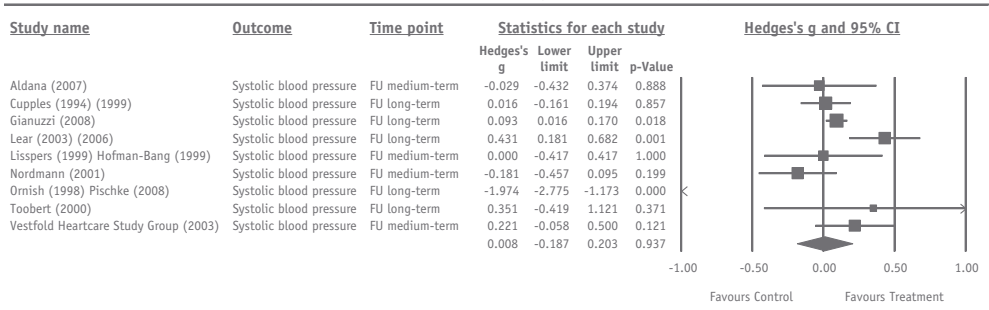 Study name Outcome Time point Statistics for each study Hedges's g and 95% CI
Hedges's Lower Upper
g limit limit p-Value
Aldana (2007) Systolic blood pressure FU medium-term -0.029 -0.432 0.374 0.888
Cupples (1994) (1999) Systolic blood pressure FU long-term 0.016 -0.161 0.194 0.857
Gianuzzi (2008) Systolic blood pressure FU long-term 0.093 0.016 0.170 0.018
Lear (2003) (2006) Systolic blood pressure FU long-term 0.431 0.181 0.682 0.001
Lisspers (1999) Hofman-Bang (1999) Systolic blood pressure FU medium-term 0.000 -0.417 0.417 1.000
Nordmann (2001) Systolic blood pressure FU medium-term -0.181 -0.457 0.095 0.199
Ornish (1998) Pischke (2008) Systolic blood pressure FU long-term -1.974 -2.775 -1.173 0.000
Toobert (2000) Systolic blood pressure FU long-term 0.351 -0.419 1.121 0.371
Vestfold Heartcare Study Group (2003) Systolic blood pressure FU medium-term 0.221 -0.058 0.500 0.121
0.008 -0.187 0.203 0.937
-1.00 -0.50 0.00 0.50 1.00
Favours Control Favours Treatment